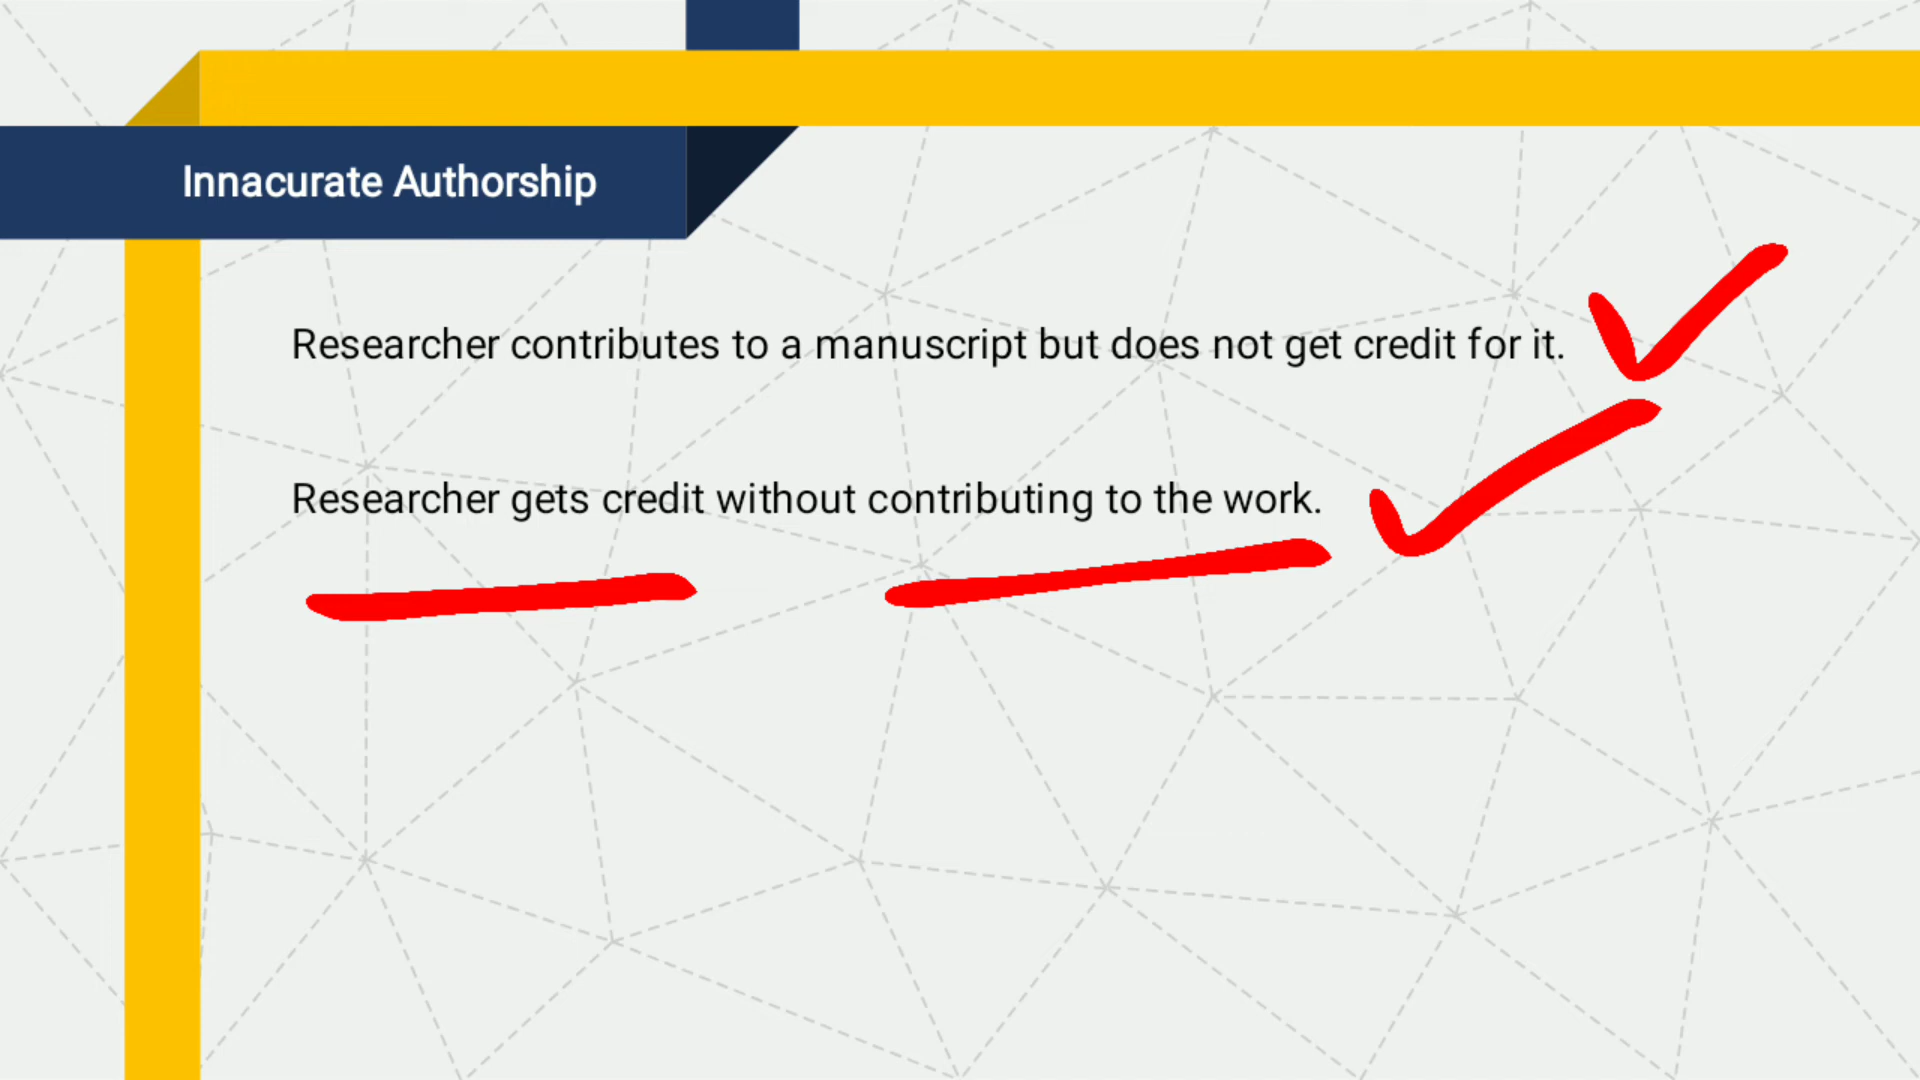 Innacurate Authorship
Researcher contributes to a manuscript but does not get credit for it.
Researcher gets credit without contributing to the work.